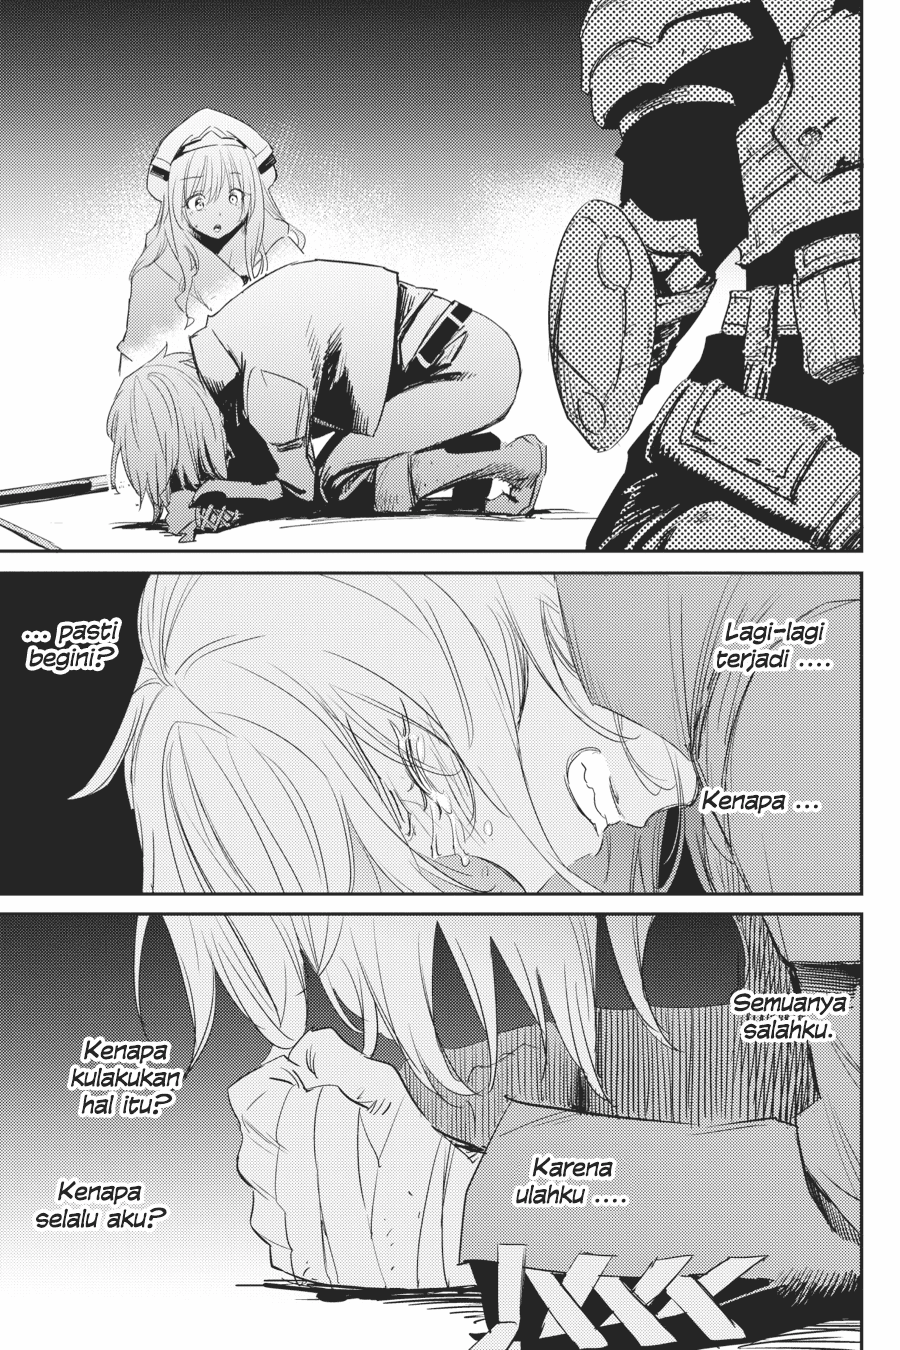 Lagi-lagi
terjadi ....
Kenapa ...
... pasti
begini?
Semuanya
salahku.
Karena
ulahku ....
Kenapa
kulakukan
hal itu?
Kenapa
selalu aku?